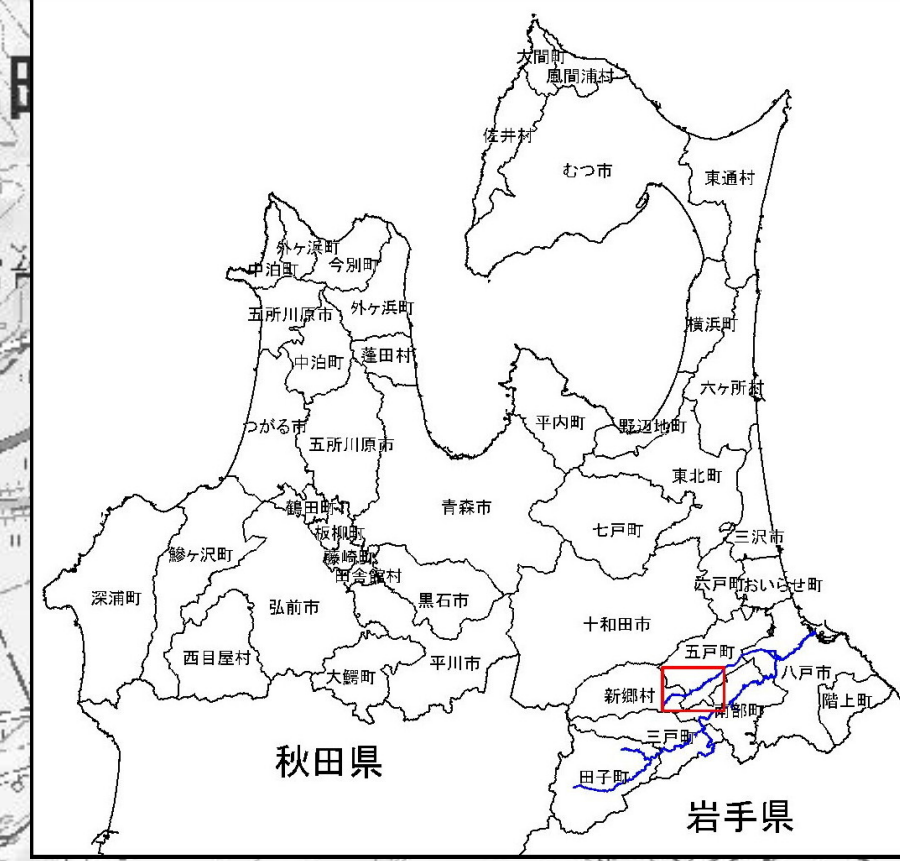 大間町
風間浦村
佐井村
むつ市
東通村
外ヶ浜町
中泊町
今別町
五所川原市
外ヶ浜町
横浜町
中泊町
蓬田村
六ヶ所村
つがる市
五所川原市
平内町
野辺地町
東北町
鶴田町
青森市
七戸町
板柳町
三沢市
鰺ヶ沢町
藤崎町
田舎館村
六戸町
おいらせ町
深浦町
弘前市
黒石市
十和田市
西目屋村
大鰐町
平川市
五戸町
新郷村
八戸市
階上町
南部町
三戸町
秋田県
田子町
岩手県